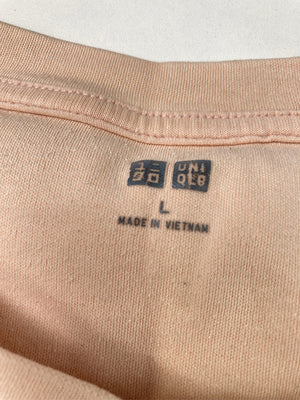 ユニ UNI
クロ QLO
L
MADE IN VIETNAM